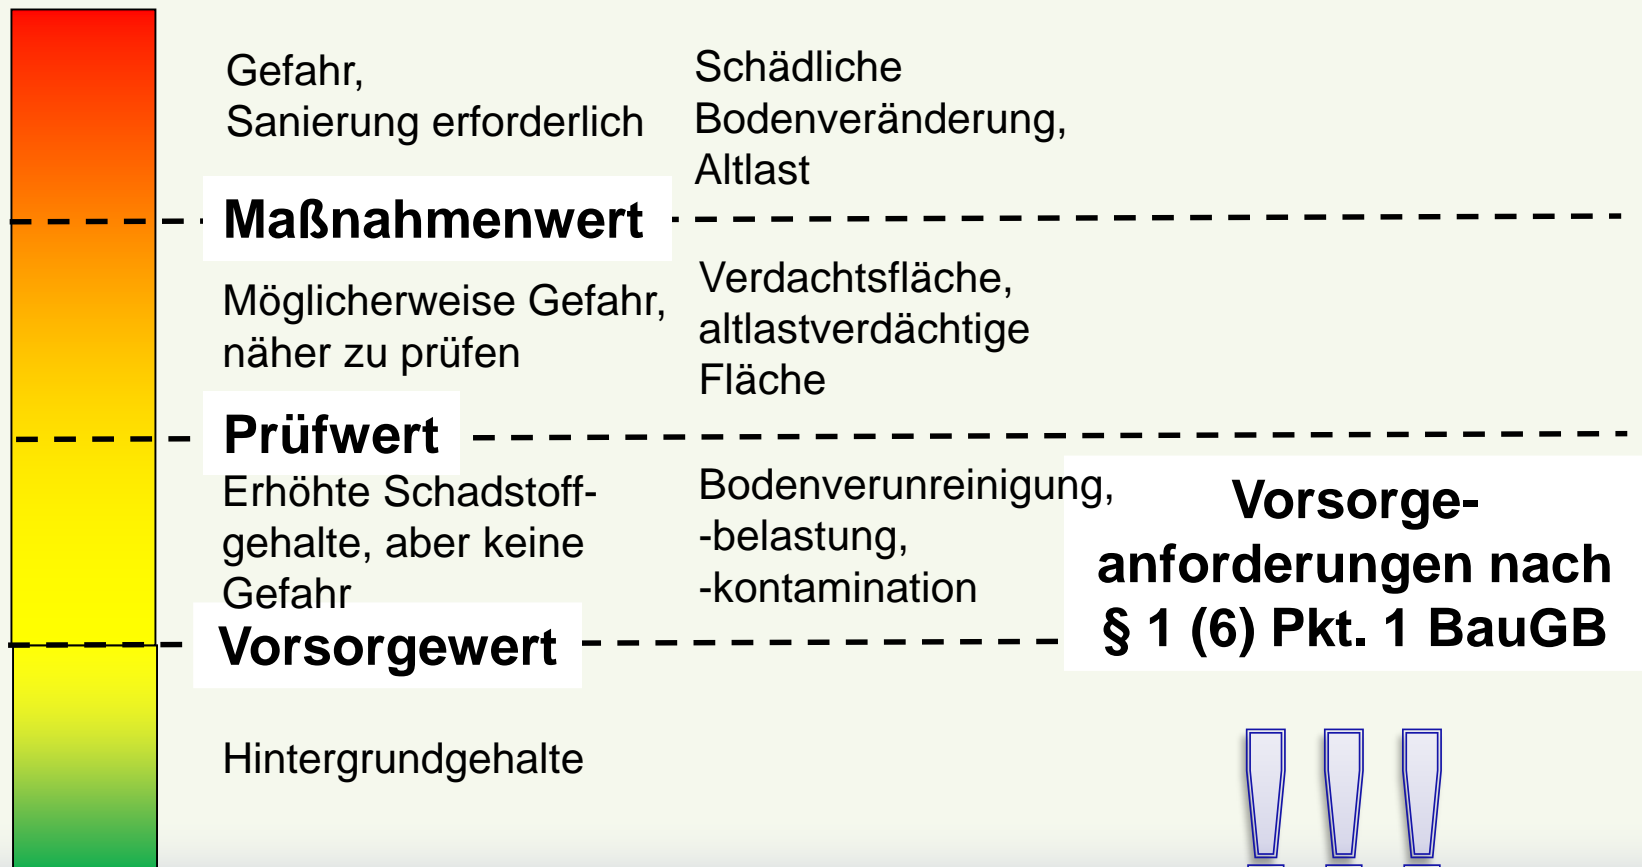 Gefahr,
Sanierung erforderlich
Schädliche
Bodenveränderung,
Altlast
Maßnahmenwert
Möglicherweise Gefahr,
näher zu prüfen
Verdachtsfläche,
altlastverdächtige
Fläche
Prüfwert
Erhöhte Schadstoff-
gehalte, aber keine
Gefahr
Bodenverunreinigung,
-belastung,
-kontamination
Vorsorge-
anforderungen nach
§ 1 (6) Pkt. 1 BauGB
Vorsorgewert
Hintergrundgehalte
!!!